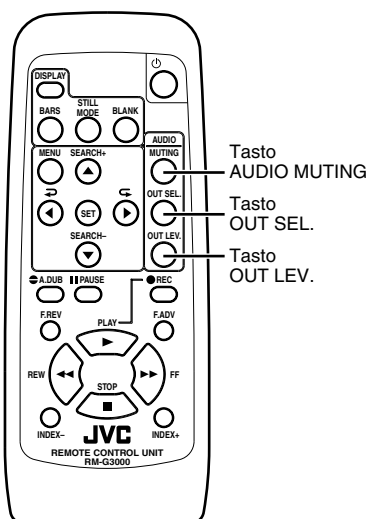 DISPLAY
BARS
STILL
MODE
BLANK
AUDIO
MENU
SEARCH+
MUTING
Tasto
AUDIO MUTING
SET
OUT SEL.
Tasto
OUT SEL.
SEARCH–
OUT LEV.
Tasto
OUT LEV.
A.DUB
PAUSE
REC
F.REV
PLAY
F.ADV
REW
FF
STOP
INDEX–
JVC
INDEX+
REMOTE CONTROL UNIT
RM-G3000